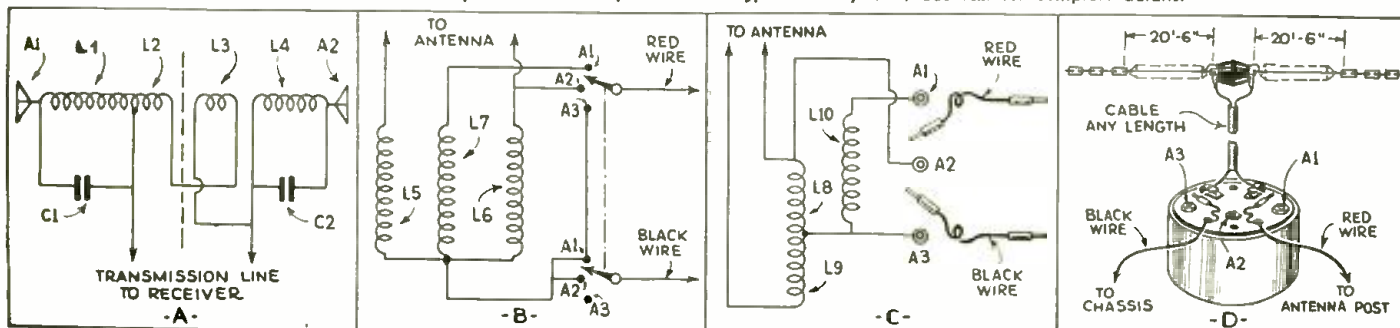 A1
L1
L2
L3
L4
A2
C1
C2
TRANSMISSION LINE
TO RECEIVER
-A-
TO
ANTENNA
A1
A2
A3
RED
WIRE
L7
L5
L6
A1
A2
A3
BLACK
WIRE
-B-
TO ANTENNA
L10
A1
RED
WIRE
A2
L8
L9
A3
BLACK
WIRE
-C-
20'-6"
20'-6"
CABLE
ANY LENGTH
A3
A1
BLACK
WIRE
RED
WIRE
A2
TO
CHASSIS
TO
ANTENNA POST
-D-